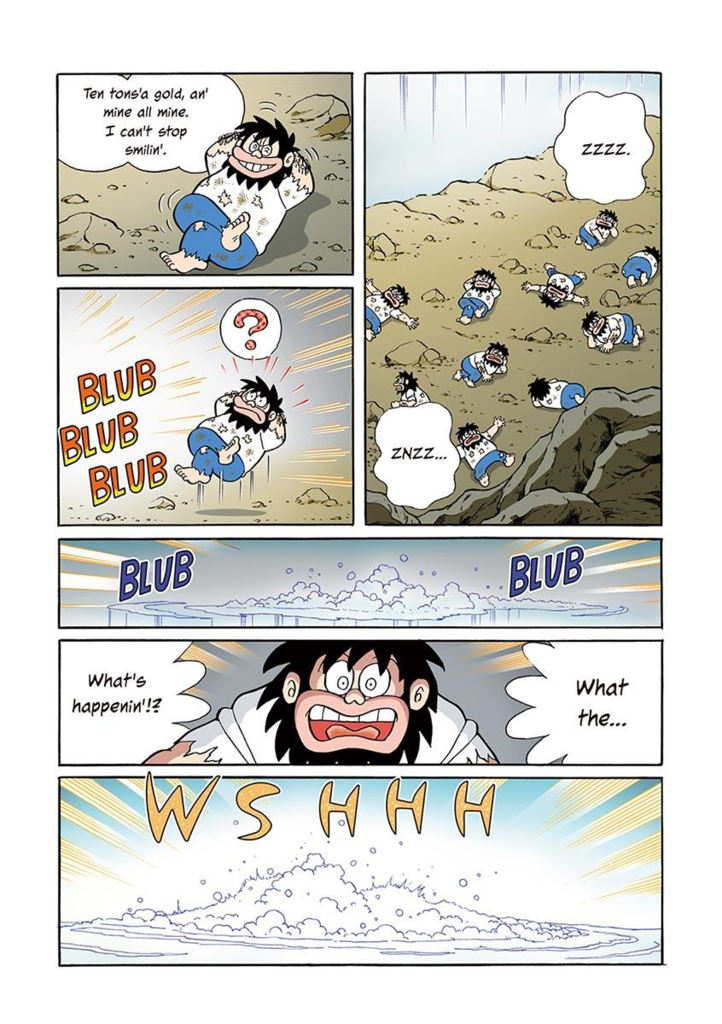 ZZZZ.
ZNZZ...
Ten tons'a gold, an'
mine all mine.
I can't stop
smilin'.
?
BLUB
BLUB
BLUB
BLUB
BLUB
What
the...
What's
happenin'!?
WSHHH